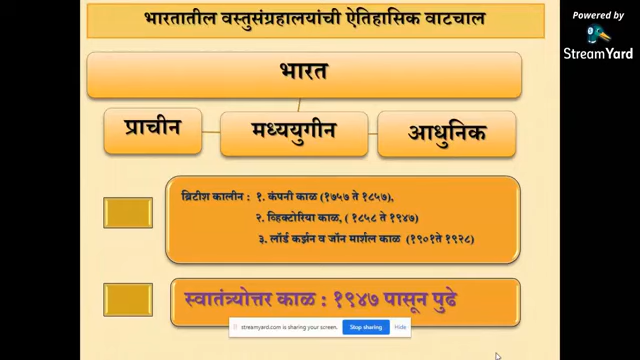 भारतातील वस्तुसंग्रहालयांची ऐतिहासिक वाटचाल
Powered by
StreamYard
भारत
प्राचीन
मध्ययुगीन
आधुनिक
ब्रिटीश कालीन : १. कंपनी काळ (१७५७ ते १८५७),
२. व्हिक्टोरिया काळ, ( १८५८ ते १९४७)
३. लॉर्ड कर्झन व जॉन मार्शल काळ (१९०१ते १९२८)
स्वातंत्र्योत्तर काळ : १९४७ पासून पुढे
streamyard.com is sharing your screen. Stop sharing Hide